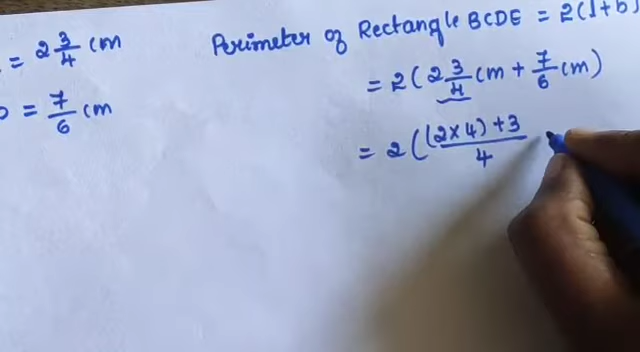 = 2 3/4 cm
Perimeter of Rectangle BCDE = 2(l+b)
= 7/6 cm
= 2(2 3/4 cm + 7/6 cm)
= 2((2×4)+3/4